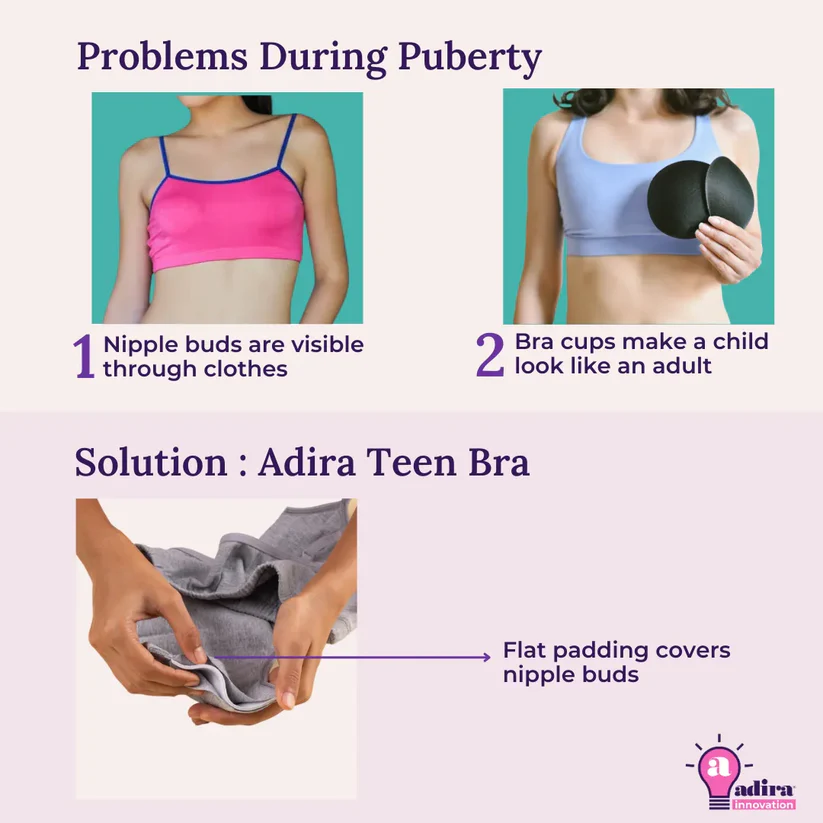 Problems During Puberty
1 Nipple buds are visible
through clothes
2 Bra cups make a child
look like an adult
Solution : Adira Teen Bra
Flat padding covers
nipple buds
a
adira
innovation